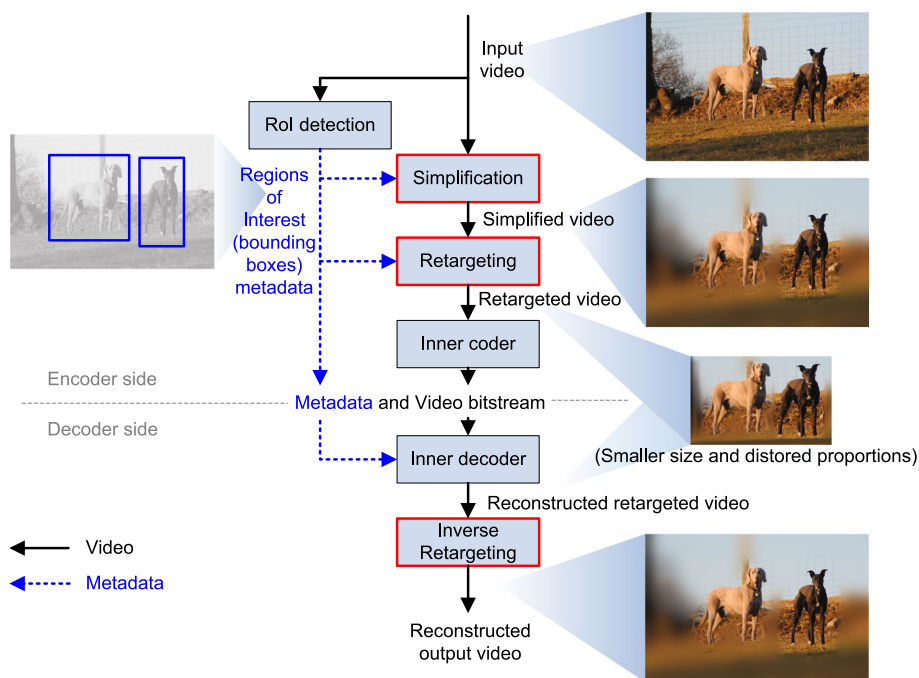 Input
video
RoI detection
Regions
of
Interest
(bounding
boxes)
metadata
Simplification
Simplified video
Retargeting
Retargeted video
Inner coder
Encoder side
Metadata and Video bitstream
Decoder side
(Smaller size and distored proportions)
Inner decoder
Reconstructed retargeted video
Inverse
Retargeting
Video
Metadata
Reconstructed
output video